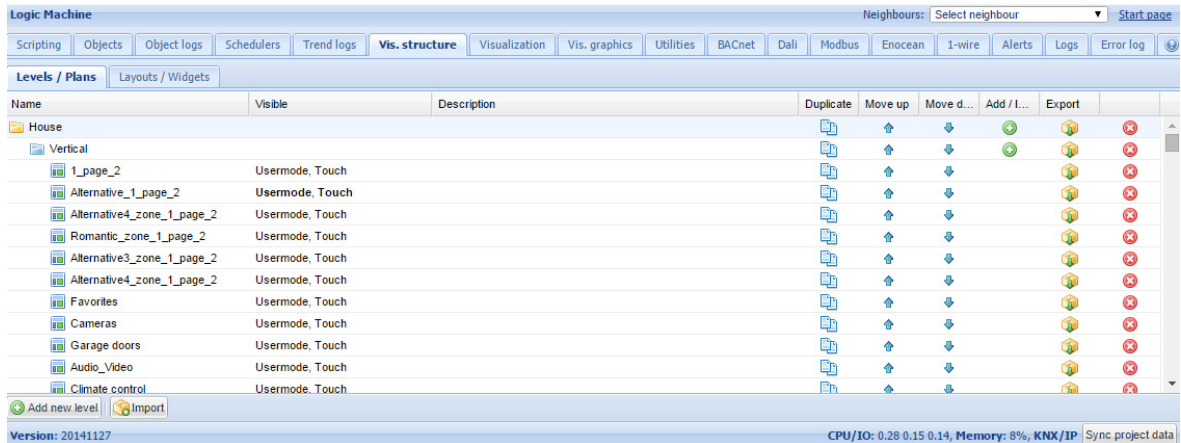 Logic Machine Neighbours: Select neighbour Start page
Scripting Objects Object logs Schedulers Trend logs Vis. structure Visualization Vis. graphics Utilities BACnet Dali Modbus Enocean 1-wire Alerts Logs Error log
Levels / Plans Layouts / Widgets
Name Visible Description Duplicate Move up Move d... Add / I... Export
House
Vertical
1_page_2 Usermode, Touch
Alternative_1_page_2 Usermode, Touch
Alternative4_zone_1_page_2 Usermode, Touch
Romantic_zone_1_page_2 Usermode, Touch
Alternative3_zone_1_page_2 Usermode, Touch
Alternative4_zone_1_page_2 Usermode, Touch
Favorites Usermode, Touch
Cameras Usermode, Touch
Garage doors Usermode, Touch
Audio_Video Usermode, Touch
Climate control Usermode, Touch
Add new level Import
Version: 20141127 CPU/IO: 0.28 0.15 0.14, Memory: 8%, KNX/IP Sync project data